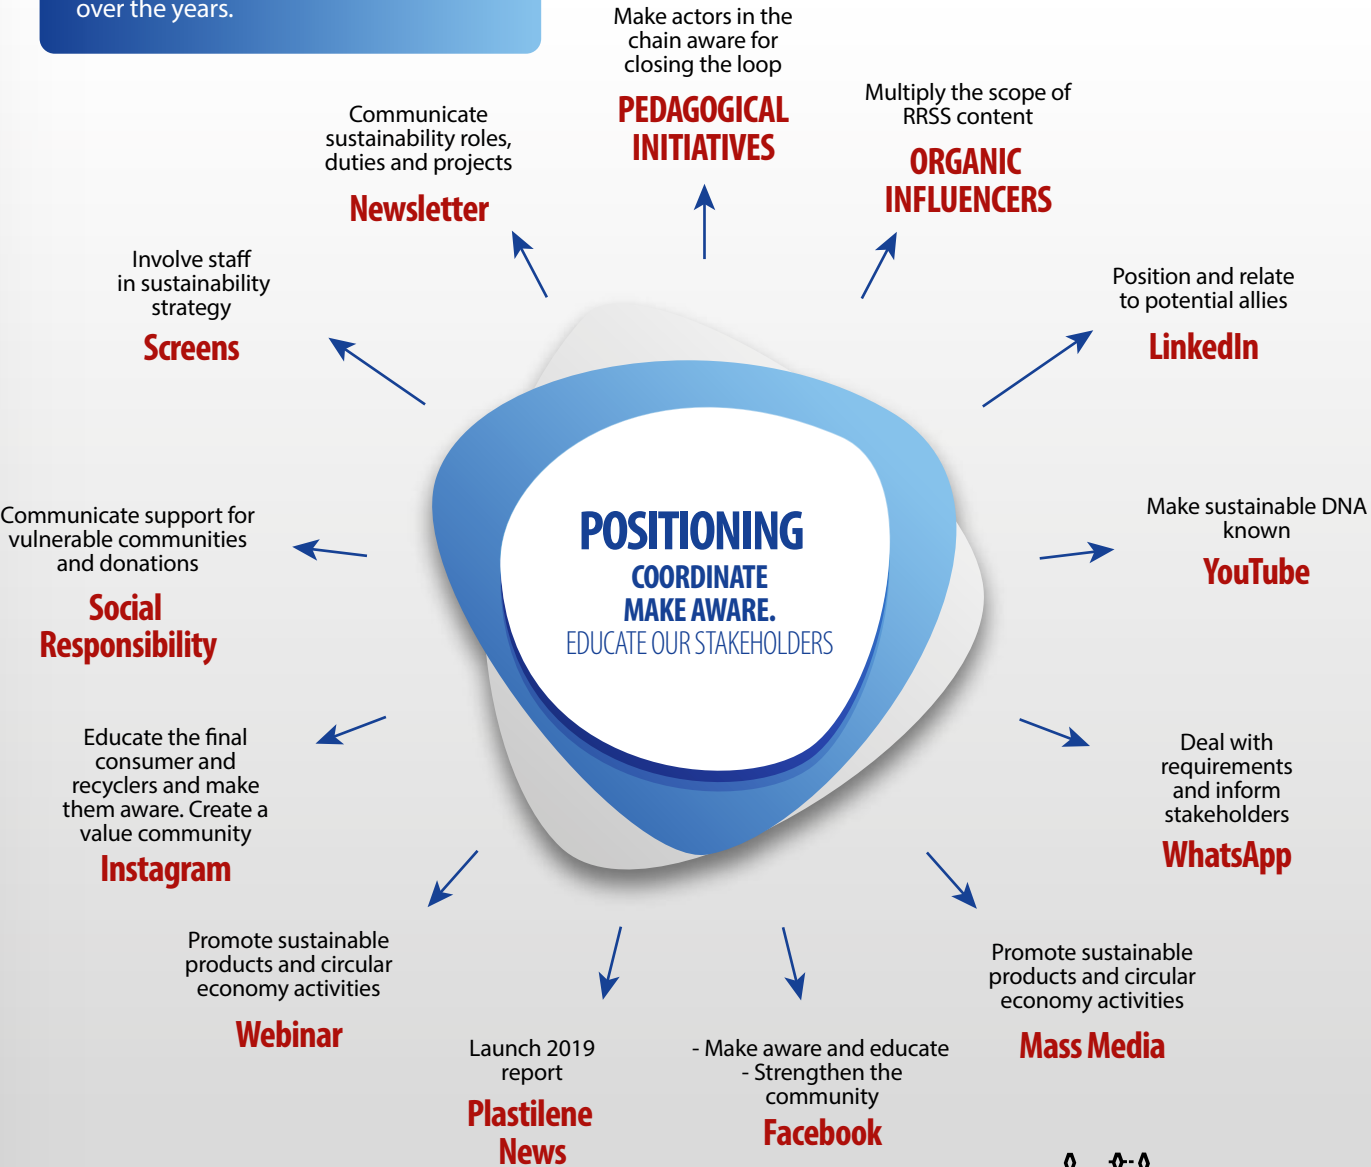 over the years.
Make actors in the
chain aware for
closing the loop
PEDAGOGICAL
INITIATIVES
Multiply the scope of
RRSS content
ORGANIC
INFLUENCERS
Communicate
sustainability roles,
duties and projects
Newsletter
Involve staff
in sustainability
strategy
Screens
Position and relate
to potential allies
LinkedIn
Communicate support for
vulnerable communities
and donations
Social
Responsibility
POSITIONING
COORDINATE
MAKE AWARE.
EDUCATE OUR STAKEHOLDERS
Make sustainable DNA
known
YouTube
Educate the final
consumer and
recyclers and make
them aware. Create a
value community
Instagram
Deal with
requirements
and inform
stakeholders
WhatsApp
Promote sustainable
products and circular
economy activities
Webinar
Launch 2019
report
Plastilene
News
- Make aware and educate
- Strengthen the
community
Facebook
Promote sustainable
products and circular
economy activities
Mass Media